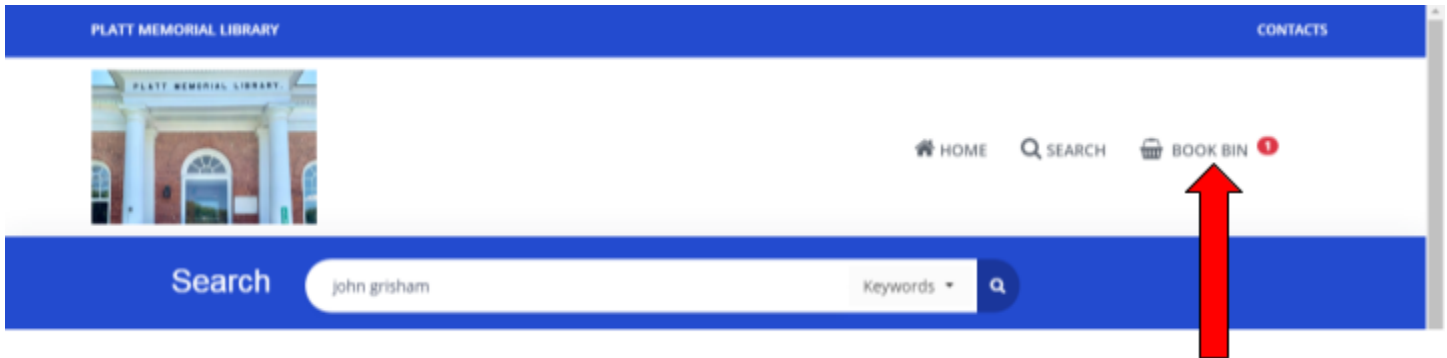 PLATT MEMORIAL LIBRARY
CONTACTS
PLATT MEMORIAL LIBRARY.
HOME
SEARCH
BOOK BIN 1
Search
john grisham
Keywords